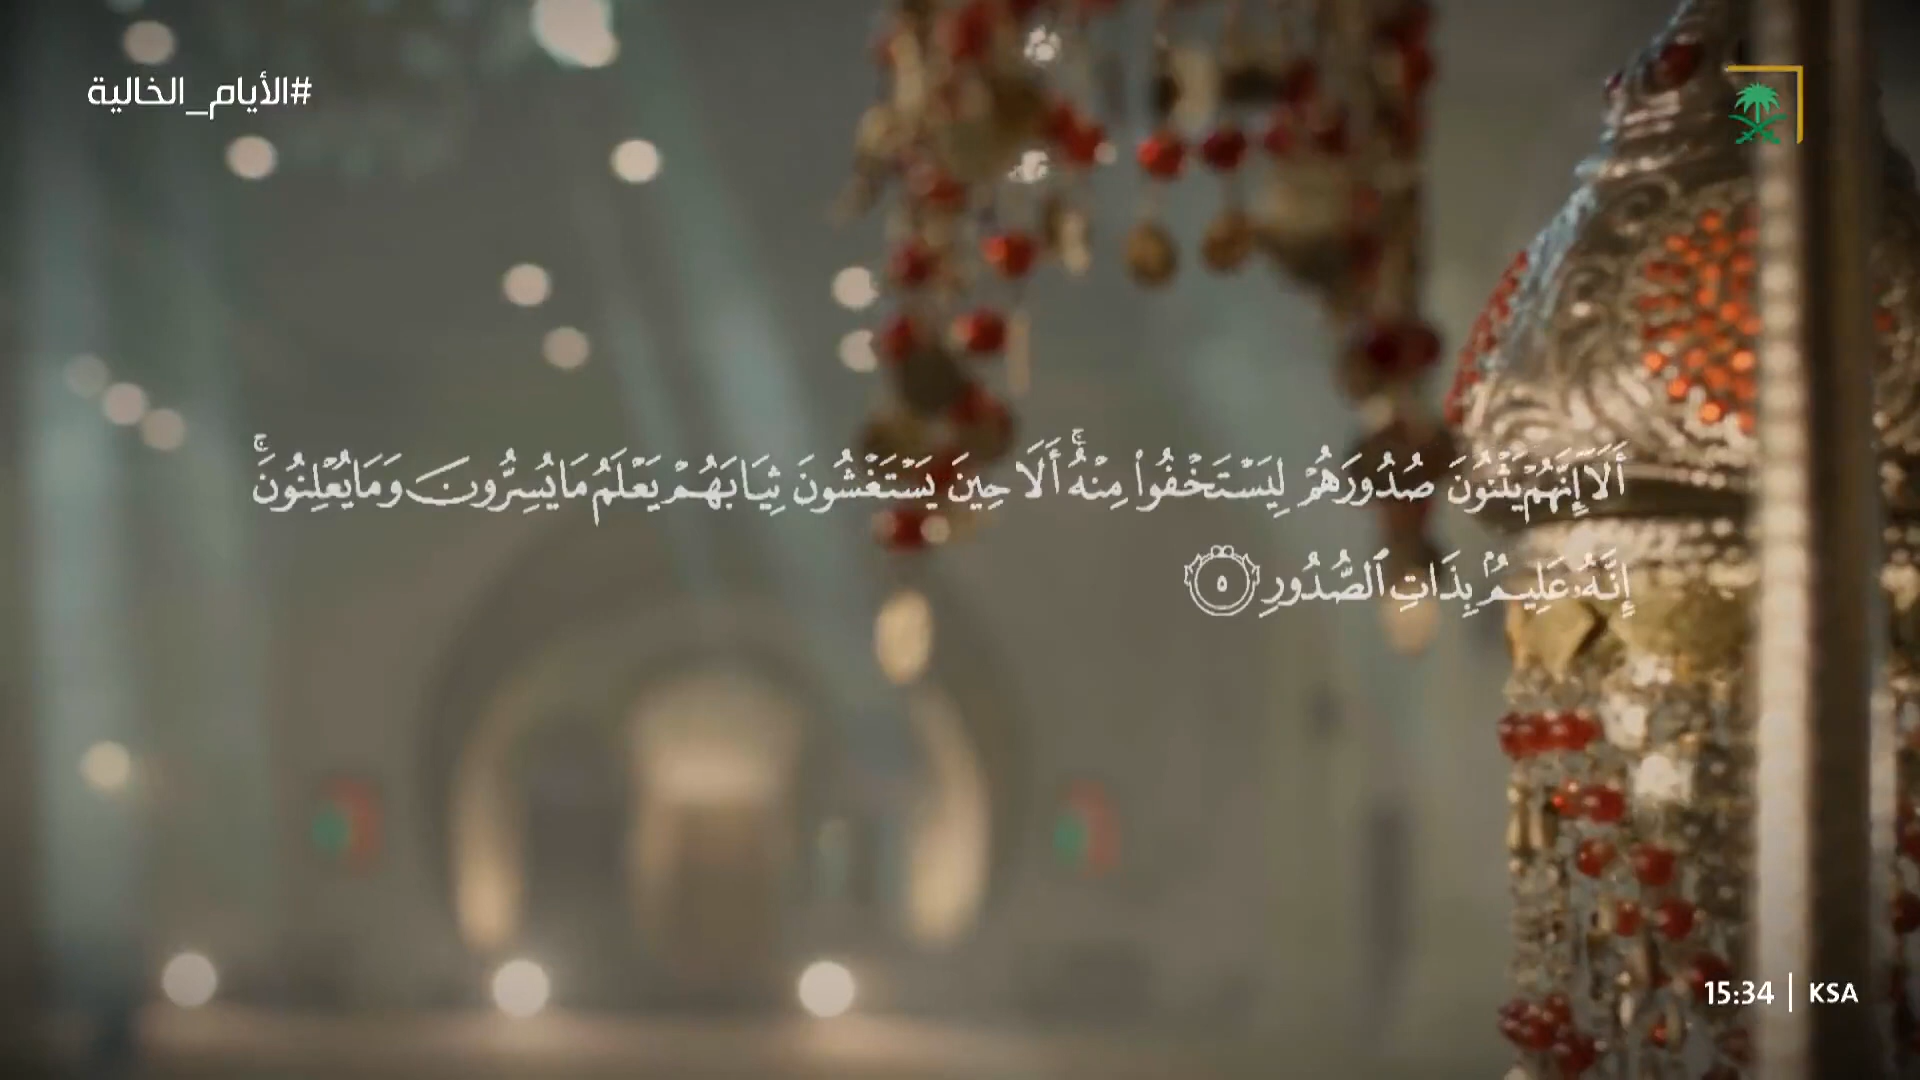 #الأيام_الخالية
أَلَآ إِنَّهُمْ يَثْنُونَ صُدُورَهُمْ لِيَسْتَخْفُوا۟ مِنْهُ ۚ أَلَا حِينَ يَسْتَغْشُونَ ثِيَابَهُمْ يَعْلَمُ مَا يُسِرُّونَ وَمَا يُعْلِنُونَ ۚ
إِنَّهُۥ عَلِيمٌۢ بِذَاتِ ٱلصُّدُورِ ٥
15:34 | KSA